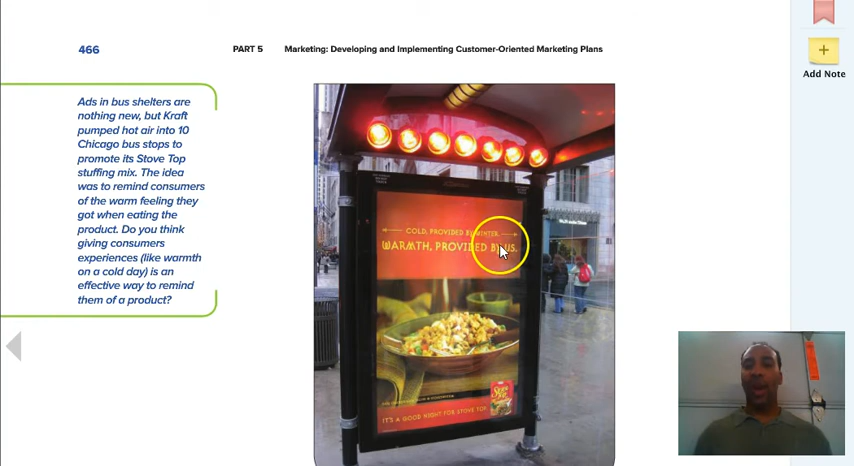 466
PART 5 Marketing: Developing and Implementing Customer-Oriented Marketing Plans
Add Note
Ads in bus shelters are
nothing new, but Kraft
pumped hot air into 10
Chicago bus stops to
promote its Stove Top
stuffing mix. The idea
was to remind consumers
of the warm feeling they
got when eating the
product. Do you think
giving consumers
experiences (like warmth
on a cold day) is an
effective way to remind
them of a product?
COLD, PROVIDED BY WINTER.
WARMTH, PROVIDED BY US.
IT'S A GOOD NIGHT FOR STOVE TOP.